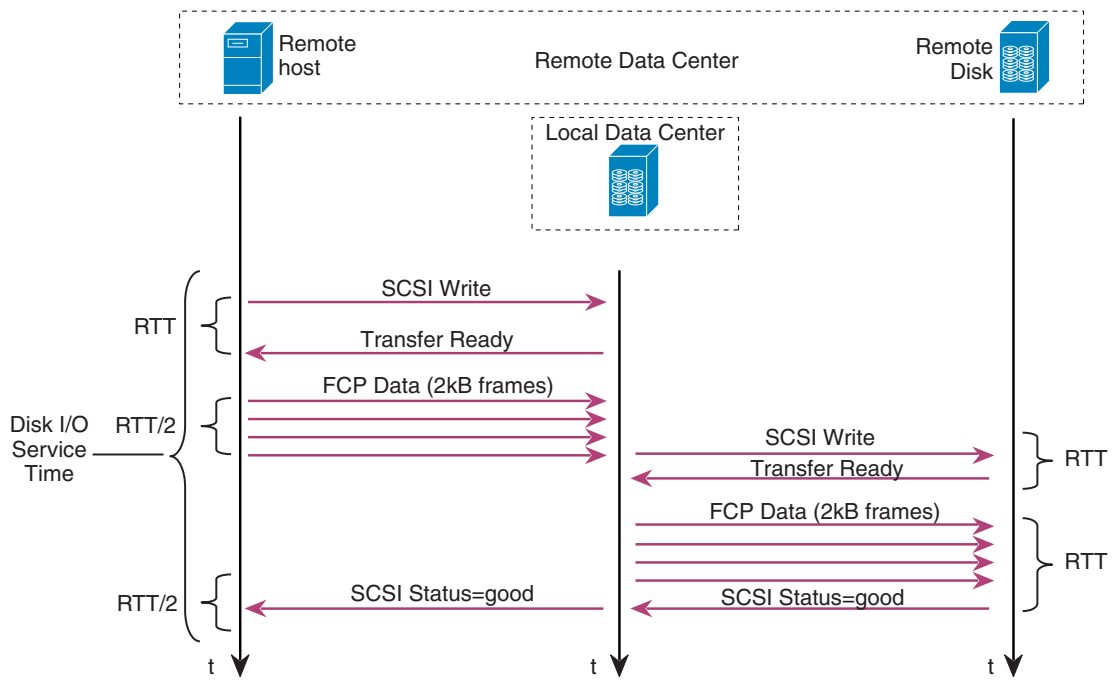 Remote
host
Remote Data Center
Remote
Disk
Local Data Center
SCSI Write
RTT
Transfer Ready
FCP Data (2kB frames)
RTT/2
Disk I/O
Service
Time
SCSI Write
Transfer Ready
RTT
FCP Data (2kB frames)
RTT
RTT/2
SCSI Status=good
SCSI Status=good
t
t
t